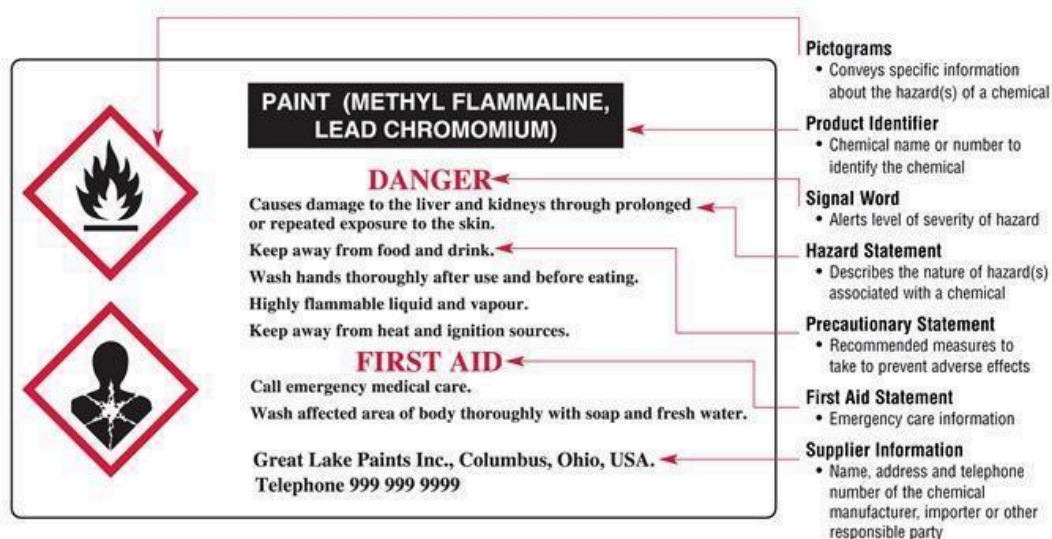 PAINT (METHYL FLAMMALINE,
LEAD CHROMOMIUM)
DANGER
Causes damage to the liver and kidneys through prolonged
or repeated exposure to the skin.
Keep away from food and drink.
Wash hands thoroughly after use and before eating.
Highly flammable liquid and vapour.
Keep away from heat and ignition sources.
FIRST AID
Call emergency medical care.
Wash affected area of body thoroughly with soap and fresh water.
Great Lake Paints Inc., Columbus, Ohio, USA.
Telephone 999 999 9999
Pictograms
• Conveys specific information
about the hazard(s) of a chemical
Product Identifier
• Chemical name or number to
identify the chemical
Signal Word
• Alerts level of severity of hazard
Hazard Statement
• Describes the nature of hazard(s)
associated with a chemical
Precautionary Statement
• Recommended measures to
take to prevent adverse effects
First Aid Statement
• Emergency care information
Supplier Information
• Name, address and telephone
number of the chemical
manufacturer, importer or other
responsible party